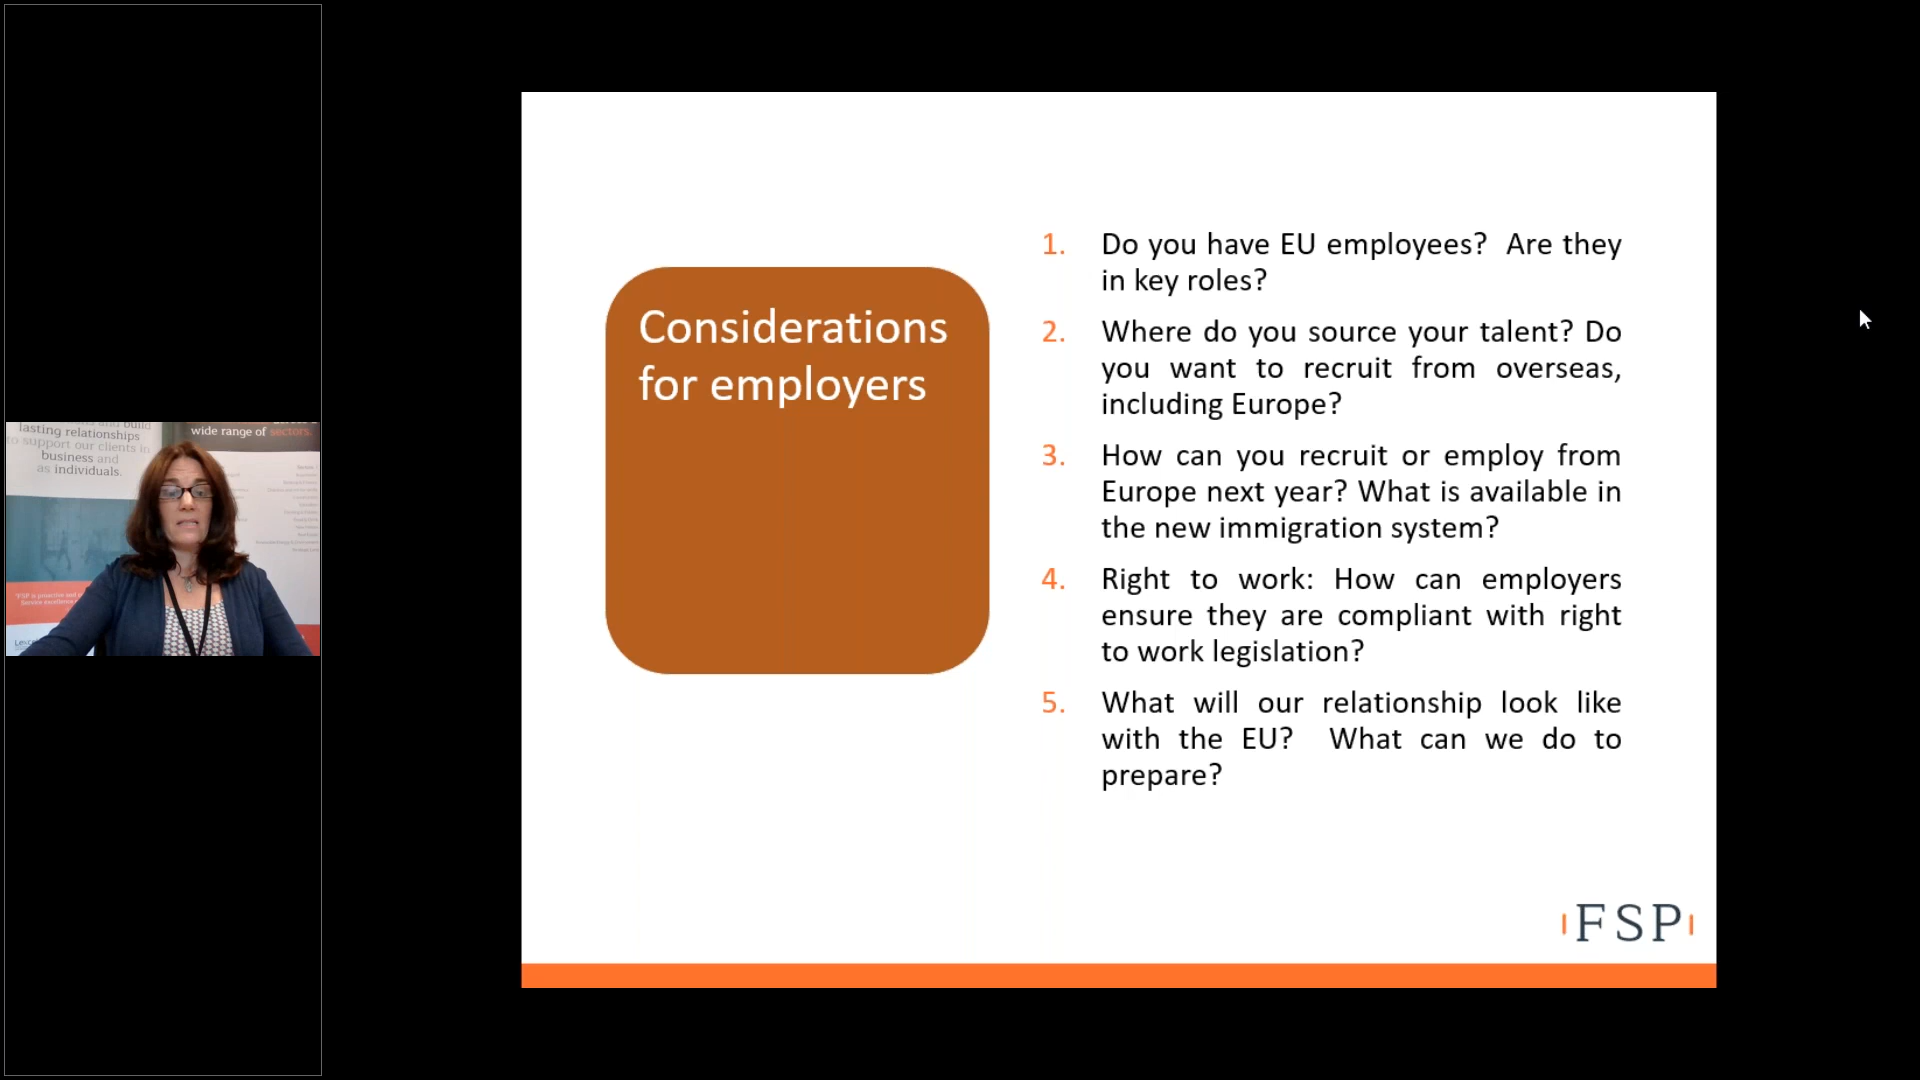 lasting relationships
to support our clients in
business and
as individuals.
wide range of sectors.
Considerations
for employers
1. Do you have EU employees?  Are they
in key roles?
2. Where do you source your talent? Do
you want to recruit from overseas,
including Europe?
3. How can you recruit or employ from
Europe next year? What is available in
the new immigration system?
4. Right to work: How can employers
ensure they are compliant with right
to work legislation?
5. What will our relationship look like
with the EU?  What can we do to
prepare?
FSP